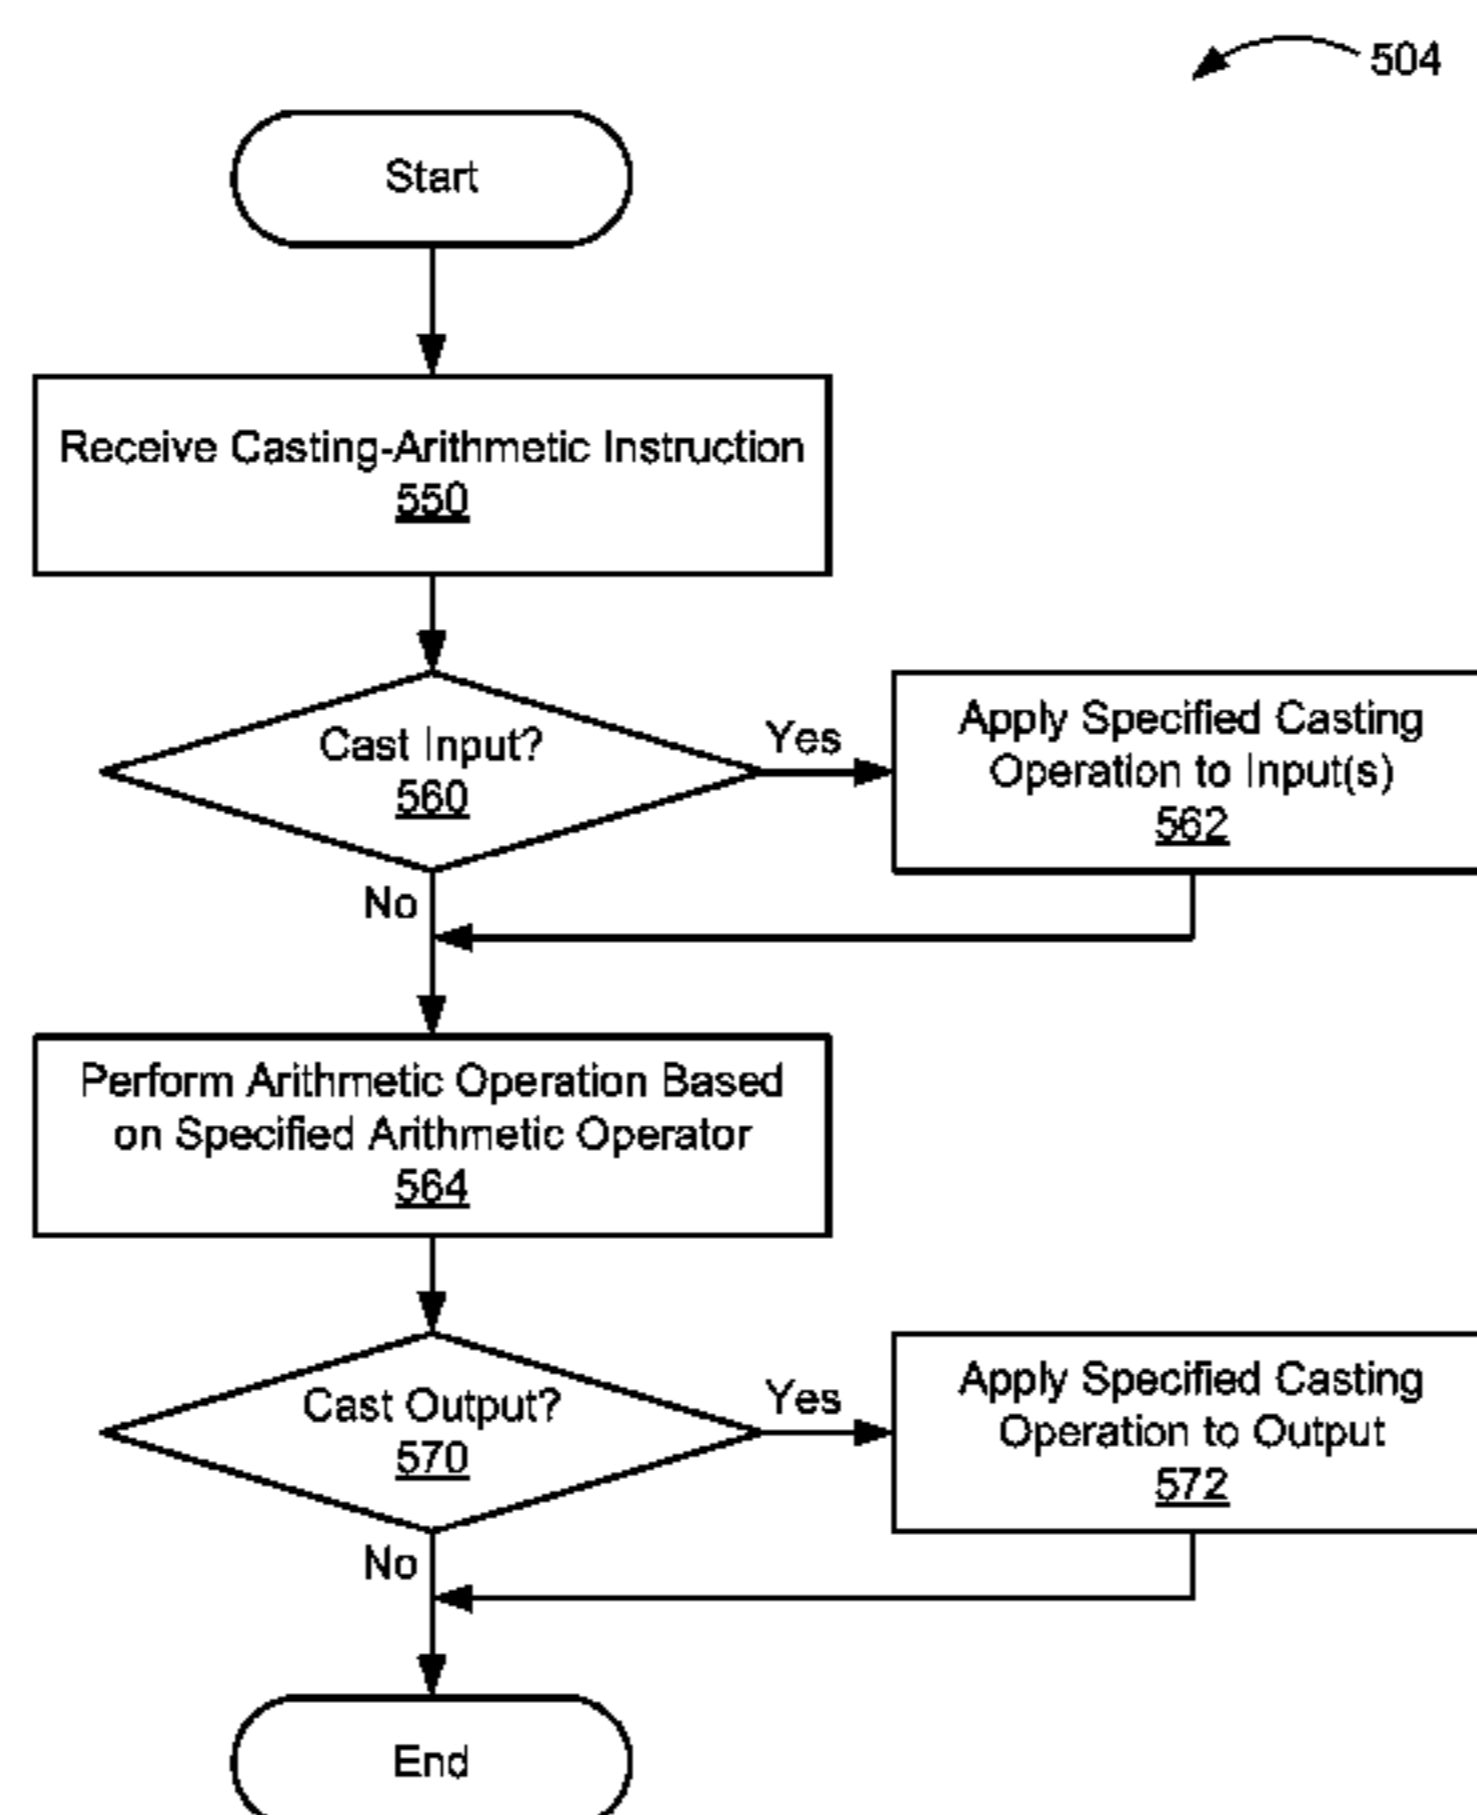 504
Start
Receive Casting-Arithmetic Instruction
550
Cast Input?
560
Yes
Apply Specified Casting
Operation to Input(s)
562
No
Perform Arithmetic Operation Based
on Specified Arithmetic Operator
564
Cast Output?
570
Yes
Apply Specified Casting
Operation to Output
572
No
End